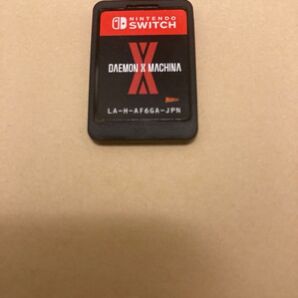 NINTENDO
SWITCH
DAEMON X MACHINA
LA-H-AF6GA-JPN